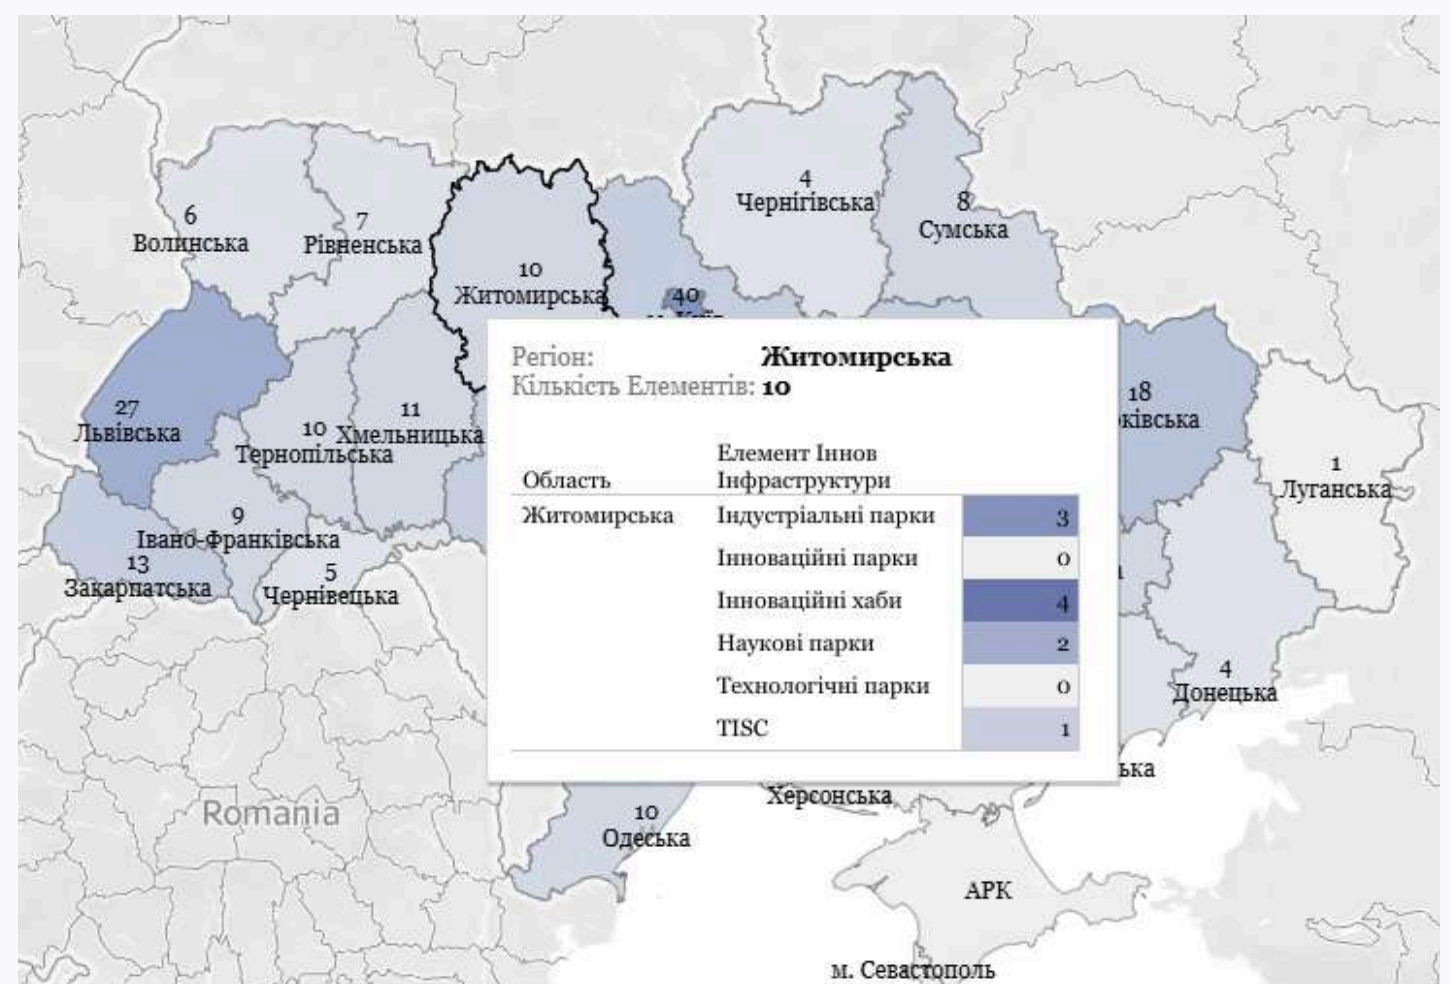 4
Чернігівська
8
Сумська
6
Волинська
7
Рівненська
10
Житомирська
40
Регіон: Житомирська
Кількість Елементів: 10
Елемент Іннов
Область Інфраструктури
Житомирська Індустріальні парки 3
Інноваційні парки 0
Інноваційні хаби 4
Наукові парки 2
Технологічні парки 0
TISC 1
27
Львівська
10
Тернопільська
11
Хмельницька
18
ківська
1
Луганська
9
Івано-Франківська
13
Закарпатська
5
Чернівецька
4
Донецька
ька
Херсонська
Romania
10
Одеська
АРК
м. Севастополь